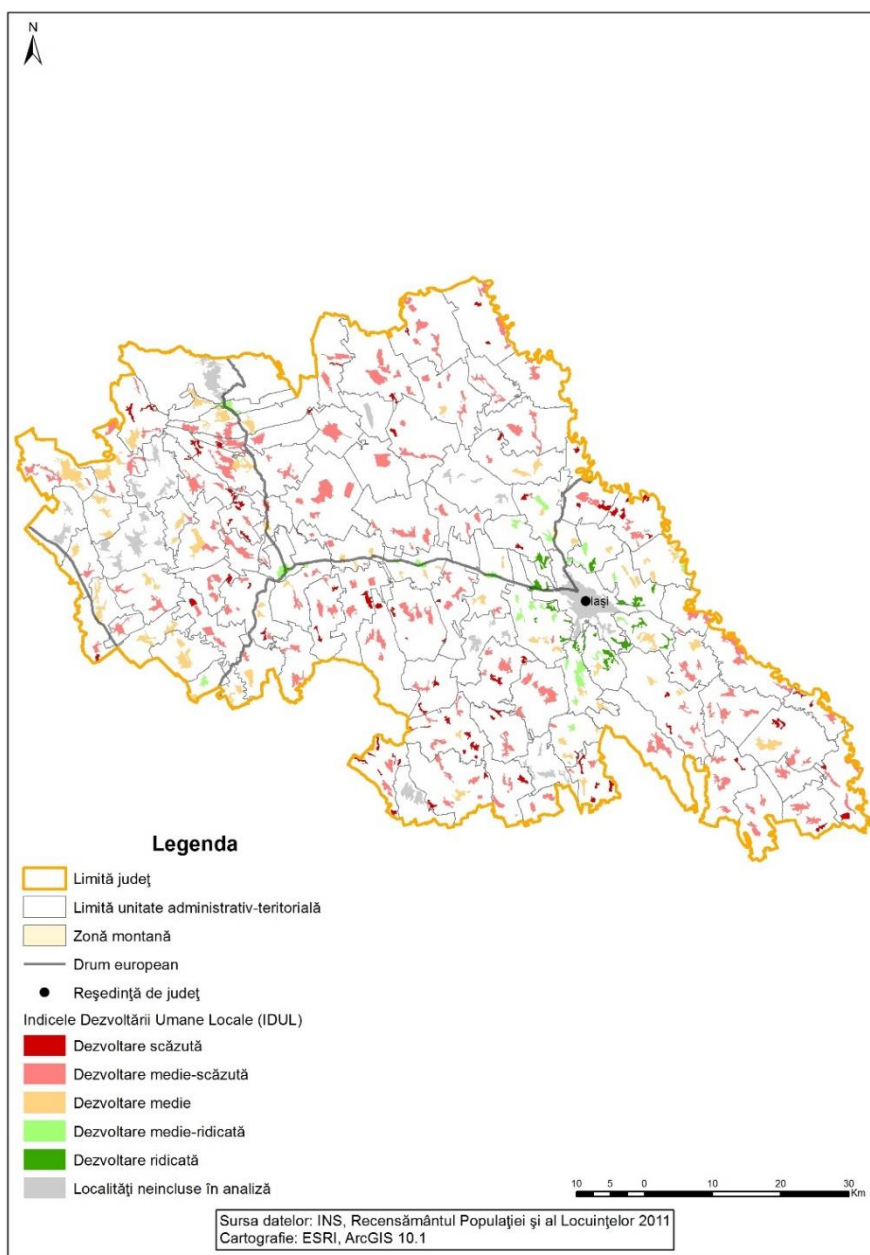 N
Iaşi
Legenda
Limită judeţ
Limită unitate administrativ-teritorială
Zonă montană
Drum european
Reşedinţă de judeţ
Indicele Dezvoltării Umane Locale (IDUL)
Dezvoltare scăzută
Dezvoltare medie-scăzută
Dezvoltare medie
Dezvoltare medie-ridicată
Dezvoltare ridicată
Localităţi neincluse în analiză
10 5 0 10 20 30
Km
Sursa datelor: INS, Recensământul Populaţiei şi al Locuinţelor 2011
Cartografie: ESRI, ArcGIS 10.1